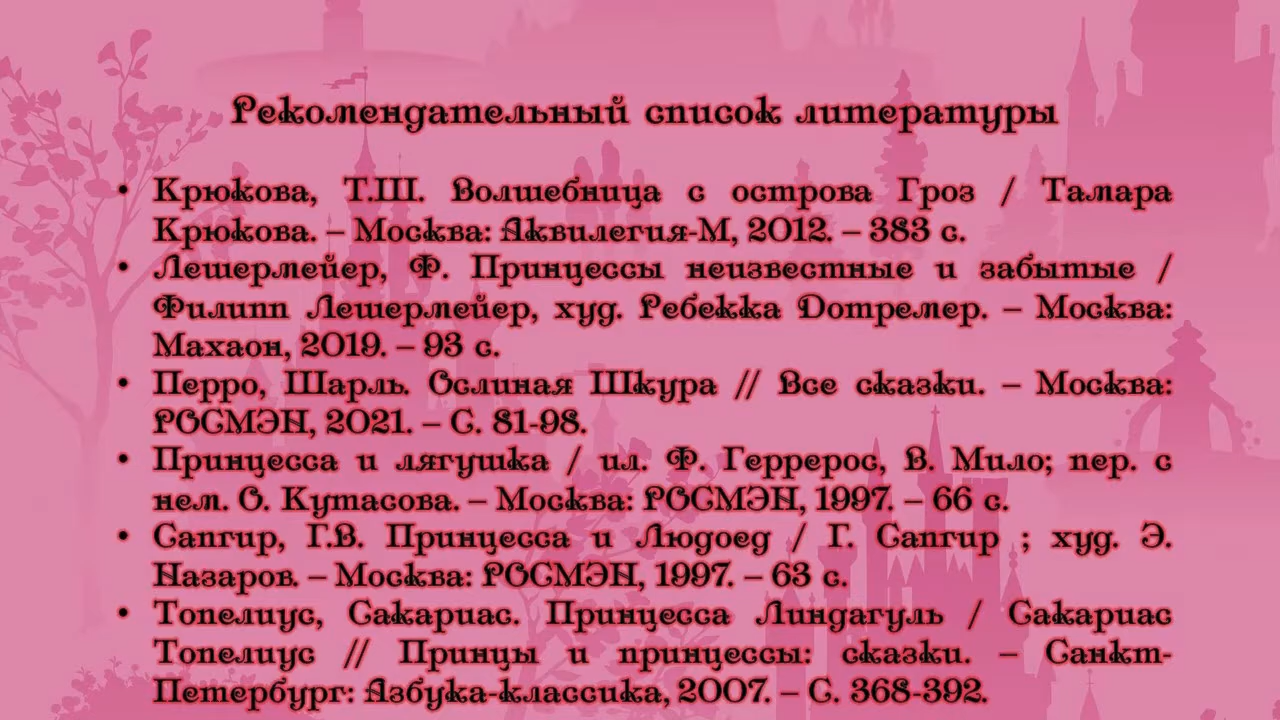 Рекомендательный список литературы
• Крюкова, Т.Ш. Волшебница с острова Гроз / Тамара
Крюкова. – Москва: Аквилегия-М, 2012. – 383 с.
• Лешермейер, Ф. Принцессы неизвестные и забытые /
Филипп Лешермейер, худ. Ребекка Дотремер. – Москва:
Махаон, 2019. – 93 с.
• Перро, Шарль. Ослиная Шкура // Все сказки. – Москва:
РОСМЭН, 2021. – С. 81-98.
• Принцесса и лягушка / ил. Ф. Геррерос, В. Мило; пер. с
нем. О. Кутасова. – Москва: РОСМЭН, 1997. – 66 с.
• Сапгир, Г.В. Принцесса и Людоед / Г. Сапгир ; худ. Э.
Назаров. – Москва: РОСМЭН, 1997. – 63 с.
• Топелиус, Сакариас. Принцесса Линдагуль / Сакариас
Топелиус // Принцы и принцессы: сказки. – Санкт-
Петербург: Азбука-классика, 2007. – С. 368-392.